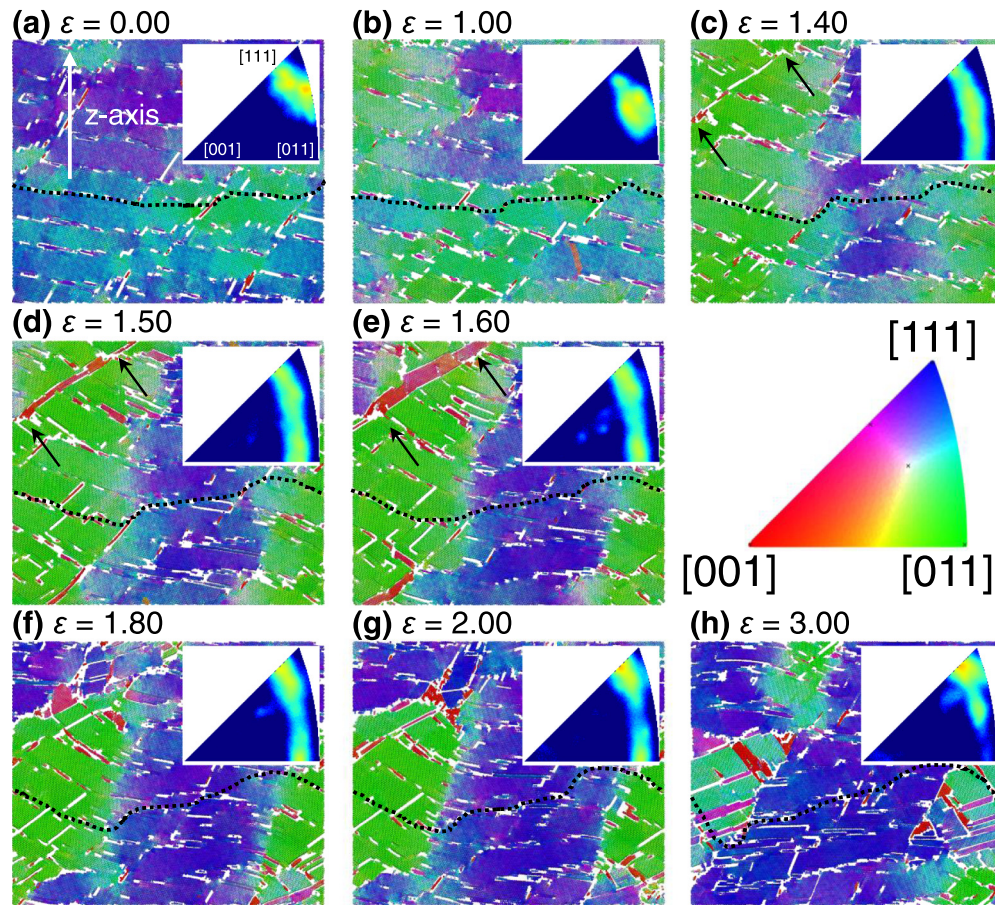 (a) ε = 0.00
(b) ε = 1.00
(c) ε = 1.40
[111]
z-axis
[001] [011]
(d) ε = 1.50
(e) ε = 1.60
[111]
[001] [011]
(f) ε = 1.80
(g) ε = 2.00
(h) ε = 3.00